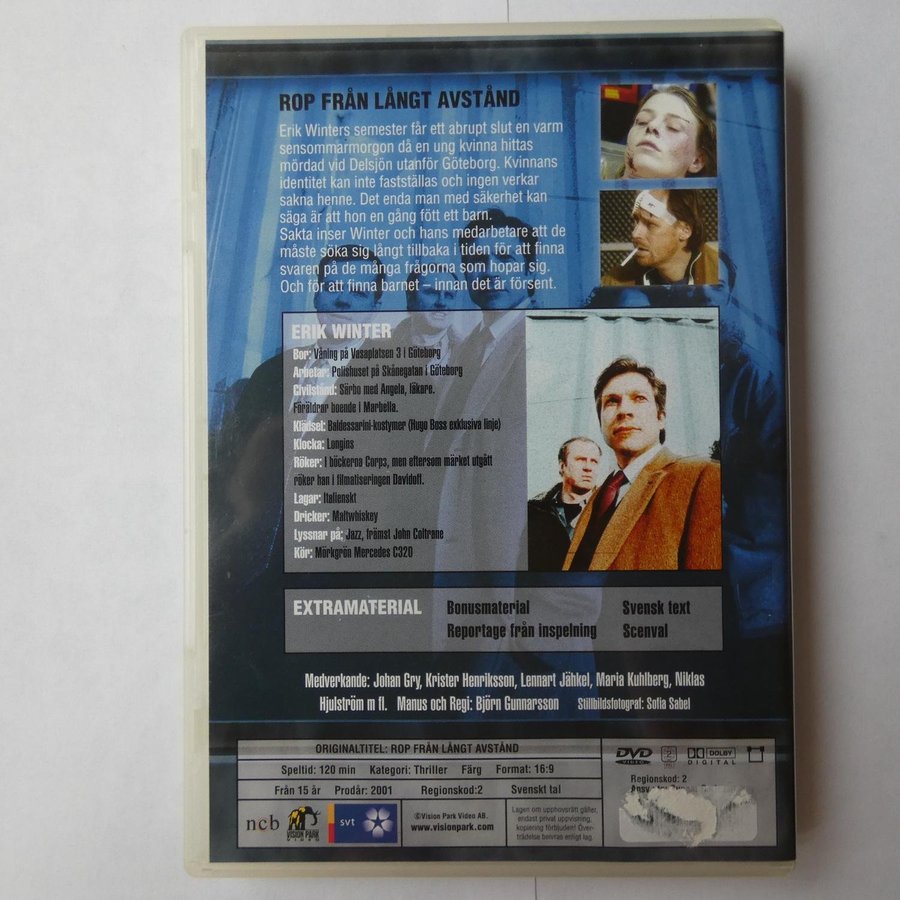 ROP FRÅN LÅNGT AVSTÅND
Erik Winters semester får ett abrupt slut en varm
sensommarmorgon då en ung kvinna hittas
mördad vid Delsjön utanför Göteborg. Kvinnans
identitet kan inte fastställas och ingen verkar
sakna henne. Det enda man med säkerhet kan
säga är att hon en gång fött ett barn.
Sakta inser Winter och hans medarbetare att de
måste söka sig långt tillbaka i tiden för att finna
svaren på de många frågorna som hopar sig.
Och för att finna barnet – innan det är försent.
ERIK WINTER
Bor: Våning på Vasaplatsen 3 i Göteborg
Arbetar: Polishuset på Skånegatan i Göteborg
Civilstånd: Särbo med Angela, läkare.
Föräldrar boende i Marbella.
Klädsel: Baldessarini-kostymer (Hugo Boss exklusiva linje)
Klocka: Longins
Röker: I böckerna Corps, men eftersom märket utgått
röker han i filmatiseringen Davidoff.
Lagar: Italienskt
Dricker: Maltwhiskey
Lyssnar på: Jazz, främst John Coltrane
Kör: Mörkgrön Mercedes C320
EXTRAMATERIAL Bonusmaterial Svensk text
Reportage från inspelning Scenval
Medverkande: Johan Gry, Krister Henriksson, Lennart Jähkel, Maria Kuhlberg, Niklas
Hjulström m fl. Manus och Regi: Björn Gunnarsson Stillbildsfotograf: Sofia Sabel
ORIGINALTITEL: ROP FRÅN LÅNGT AVSTÅND
Speltid: 120 min Kategori: Thriller Färg Format: 16:9
Från 15 år Prodår: 2001 Regionskod:2 Svenskt tal
ncb VISION PARK VIDEO svt
©Vision Park Video AB.
www.visionpark.com
Lagen om upphovsrätt gäller,
endast privat uppvisning,
kopiering förbjuden! Över-
trädelse beivras enligt lag.
DVD VIDEO 2 DOLBY DIGITAL
Regionskod: 2